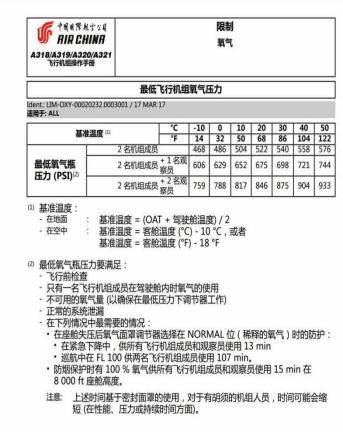 中国国际航空公司
AIR CHINA
A318/A319/A320/A321
飞行机组操作手册
限制
氧气
最低飞行机组氧气压力
Ident.: LIM-OXY-00020232.0003001 / 17 MAR 17
适用于: ALL
基准温度 (1) °C -10 0 10 20 30 40 50
°F 14 32 50 68 86 104 122
最低氧气瓶压力 (PSI)(2)
2 名机组成员 468 486 504 522 540 558 576
2 名机组成员 + 1 名观察员 606 629 652 675 698 721 744
2 名机组成员 + 2 名观察员 759 788 817 846 875 904 933
(1) 基准温度：
- 在地面 : 基准温度 = (OAT + 驾驶舱温度) / 2
- 在空中 : 基准温度 = 客舱温度 (°C) - 10 °C，或者
基准温度 = 客舱温度 (°F) - 18 °F
(2) 最低氧气瓶压力要满足：
- 飞行前检查
- 只有一名飞行机组成员在驾驶舱内时氧气的使用
- 不可用的氧气量 (以确保在最低压力下调节器工作)
- 正常的系统泄漏
- 在下列情况中最需要的情况：
• 在座舱失压后氧气面罩调节器选择在 NORMAL 位 ( 稀释的氧气 ) 时的防护：
• 在紧急下降中，供所有飞行机组成员和观察员使用 13 min
• 巡航中在 FL 100 供两名飞行机组成员使用 107 min。
• 防烟保护时有 100 % 氧气供所有飞行机组成员和观察员使用 15 min 在
8 000 ft 座舱高度。
注意: 上述时间基于密封面罩的使用，对于有胡须的机组人员，时间可能会缩
短 (在性能、压力或持续时间方面)。